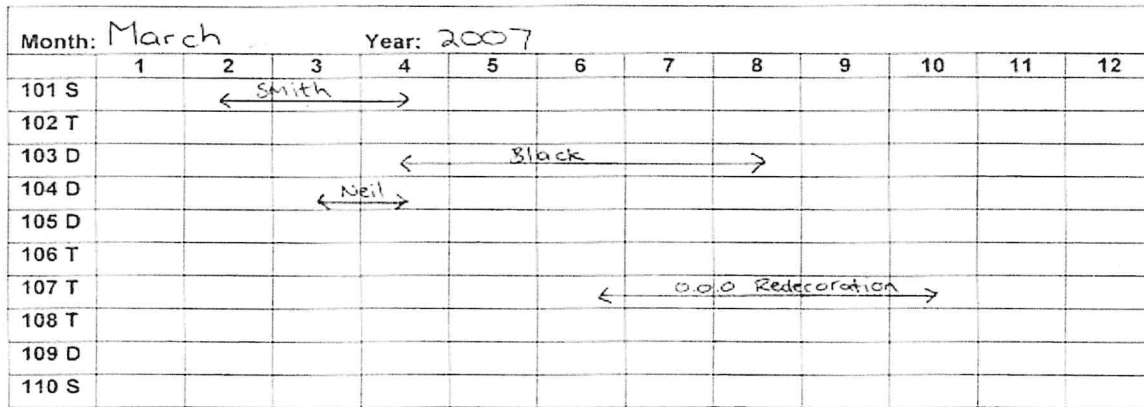 Month: March Year: 2007
1 2 3 4 5 6 7 8 9 10 11 12
101 S Smith
102 T
103 D Black
104 D Neil
105 D
106 T
107 T o.o.o Redecoration
108 T
109 D
110 S